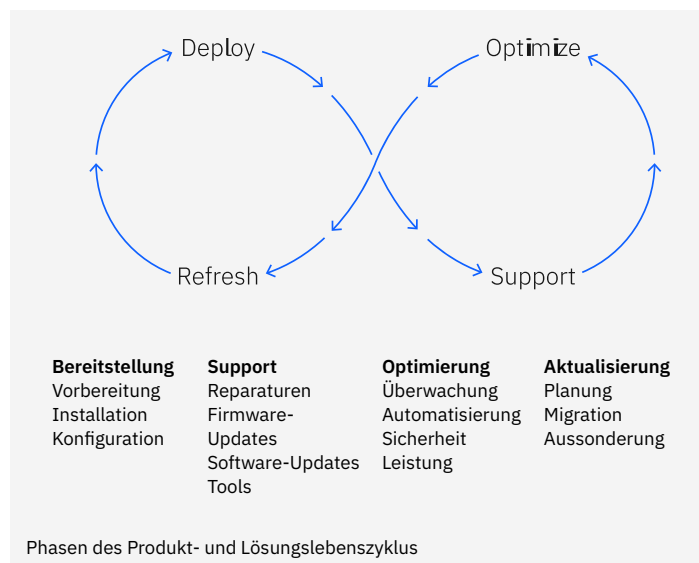 Deploy
Optimize
Refresh
Support
Bereitstellung
Vorbereitung
Installation
Konfiguration
Support
Reparaturen
Firmware-
Updates
Software-Updates
Tools
Optimierung
Überwachung
Automatisierung
Sicherheit
Leistung
Aktualisierung
Planung
Migration
Aussonderung
Phasen des Produkt- und Lösungslebenszyklus